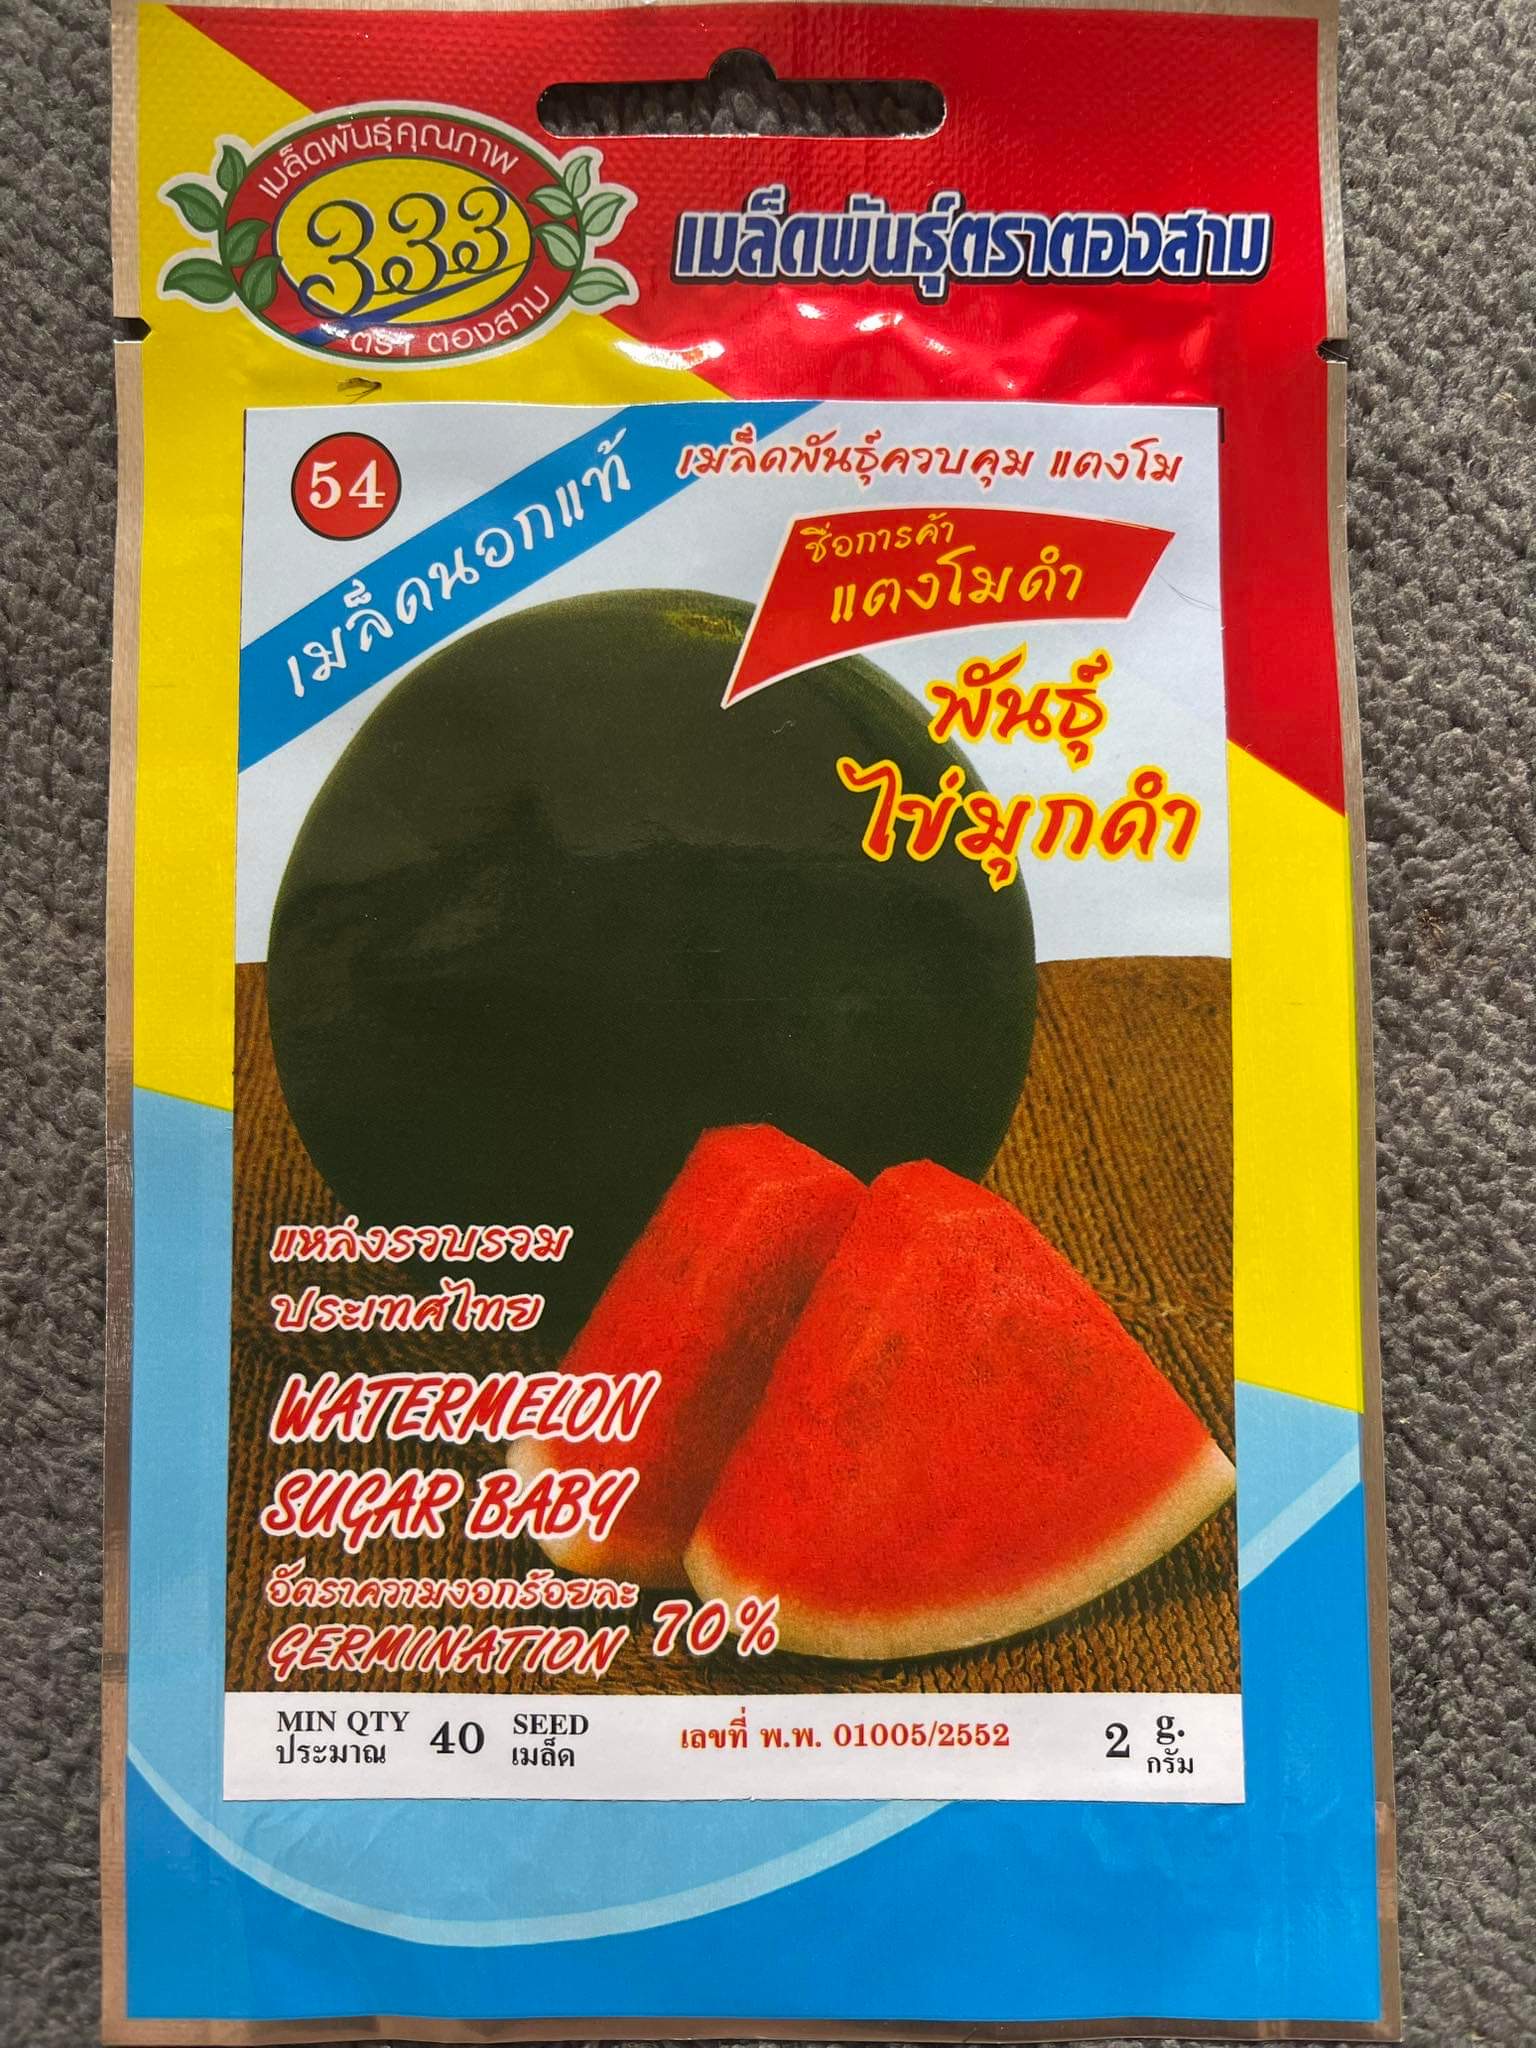 เมล็ดพันธุ์คุณภาพ
333
ตรา ตองสาม
เมล็ดพันธุ์ตราตองสาม
54
เมล็ดนอกแท้
เมล็ดพันธุ์ควบคุม แตงโม
ชื่อการค้า
แตงโมดำ
พันธุ์
ไข่มุกดำ
แหล่งรวบรวม
ประเทศไทย
WATERMELON
SUGAR BABY
อัตราความงอกร้อยละ
GERMINATION 70%
MIN QTY 40 SEED
ประมาณ เมล็ด
เลขที่ พ.พ. 01005/2552
2 g.
กรัม